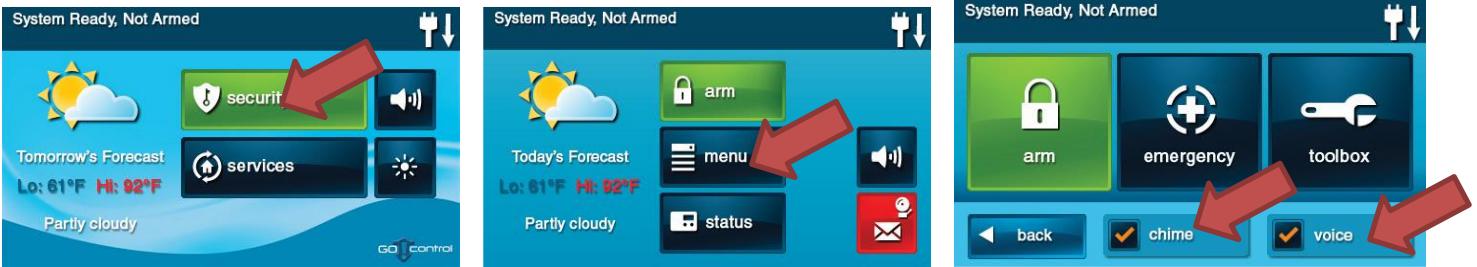 System Ready, Not Armed
security
services
Tomorrow's Forecast
Lo: 61°F Hi: 92°F
Partly cloudy
GO control
System Ready, Not Armed
arm
menu
status
Today's Forecast
Lo: 61°F Hi: 92°F
Partly cloudy
System Ready, Not Armed
arm
emergency
toolbox
back
chime
voice